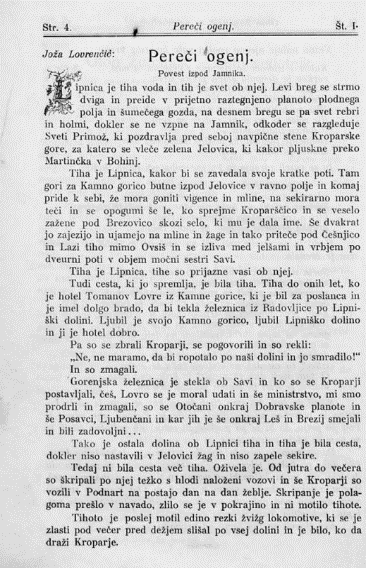 Str. 4. Pereči ogenj. Št. 1-
Joža Lovrenčič:
Pereči ogenj.
Povest izpod Jamnika.
Lipnica je tiha voda in tih je svet ob njej. Levi breg se strmo
dviga in preide v prijetno raztegnjeno planoto plodnega
polja in šumečega gozda, na desnem bregu se pa svet rebri
in holmi, dokler se ne vzpne na Jamnik, odkoder se razgleduje
Sveti Primož, ki pozdravlja pred seboj navpične stene Kroparske
gore, za katero se vleče zelena Jelovica, ki kakor pljuskne preko
Martinčka v Bohinj.
Tiha je Lipnica, kakor bi se zavedala svoje kratke poti. Tam
gori za Kamno gorico butne izpod Jelovice v ravno polje in komaj
pride k sebi, že mora goniti vigence in mline, na sekirarno mora
teči in se opogumi še le, ko sprejme Kroparščico in se veselo
zažene pod Brezovico skozi selo, ki mu je dala ime. Še dvakrat
jo zajezijo in ujamejo na mline in žage in tako priteče pod Češnjico
in Lazi tiho mimo Ovsiš in se izliva med jelšami in vrbjem po
dveurni poti v objem močni sestri Savi.
Tiha je Lipnica, tihe so prijazne vasi ob njej.
Tudi cesta, ki jo spremlja, je bila tiha. Tiha do onih let, ko
je hotel Tomanov Lovre iz Kamne gorice, ki je bil za poslanca in
je imel dolgo brado, da bi tekla železnica iz Radovljice po Lipni-
ški dolini. Ljubil je svojo Kamno gorico, ljubil Lipniško dolino
in ji je hotel dobro.
Pa so se zbrali Kroparji, se pogovorili in so rekli:
„Ne, ne maramo, da bi ropotalo po naši dolini in jo smradilo!“
In so zmagali.
Gorenjska železnica je stekla ob Savi in ko so se Kroparji
postavljali, češ, Lovro se je moral udati in še ministrstvo, mi smo
prodrli in zmagali, so se Otočani onkraj Dobravske planote in
še Posavci, Ljubenčani in kar jih je še onkraj Leš in Brezij smejali
in bili zadovoljni...
Tako je ostala dolina ob Lipnici tiha in tiha je bila cesta,
dokler niso nastavili v Jelovici žag in niso zapele sekire.
Tedaj ni bila cesta več tiha. Oživela je. Od jutra do večera
so škripali po njej težko s hlodi naloženi vozovi in še Kroparji so
vozili v Podnart na postajo dan na dan žeblje. Skripanje je pola-
goma prešlo v navado, zlilo se je v pokrajino in ni motilo tihote.
Tihoto je poslej motil edino rezki žvižg lokomotive, ki se je
zlasti pod večer pred dežjem slišal po vsej dolini in je bilo, ko da
draži Kroparje.